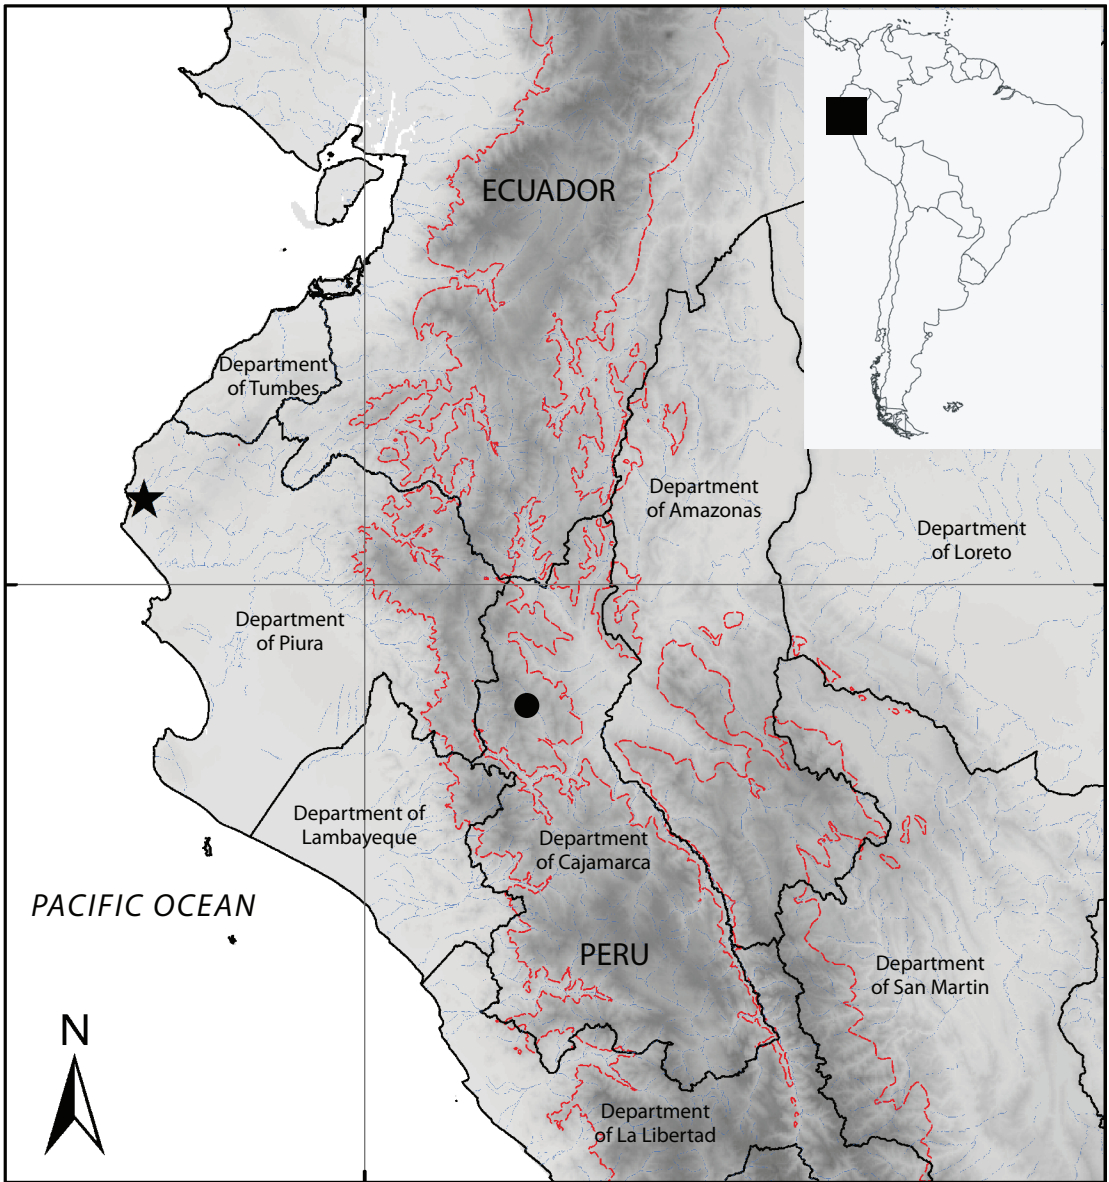 ECUADOR
Department
of Tumbes
Department
of Amazonas
Department
of Loreto
Department
of Piura
Department of
Lambayeque
Department
of Cajamarca
PACIFIC OCEAN
PERU
Department
of San Martin
N
Department
of La Libertad